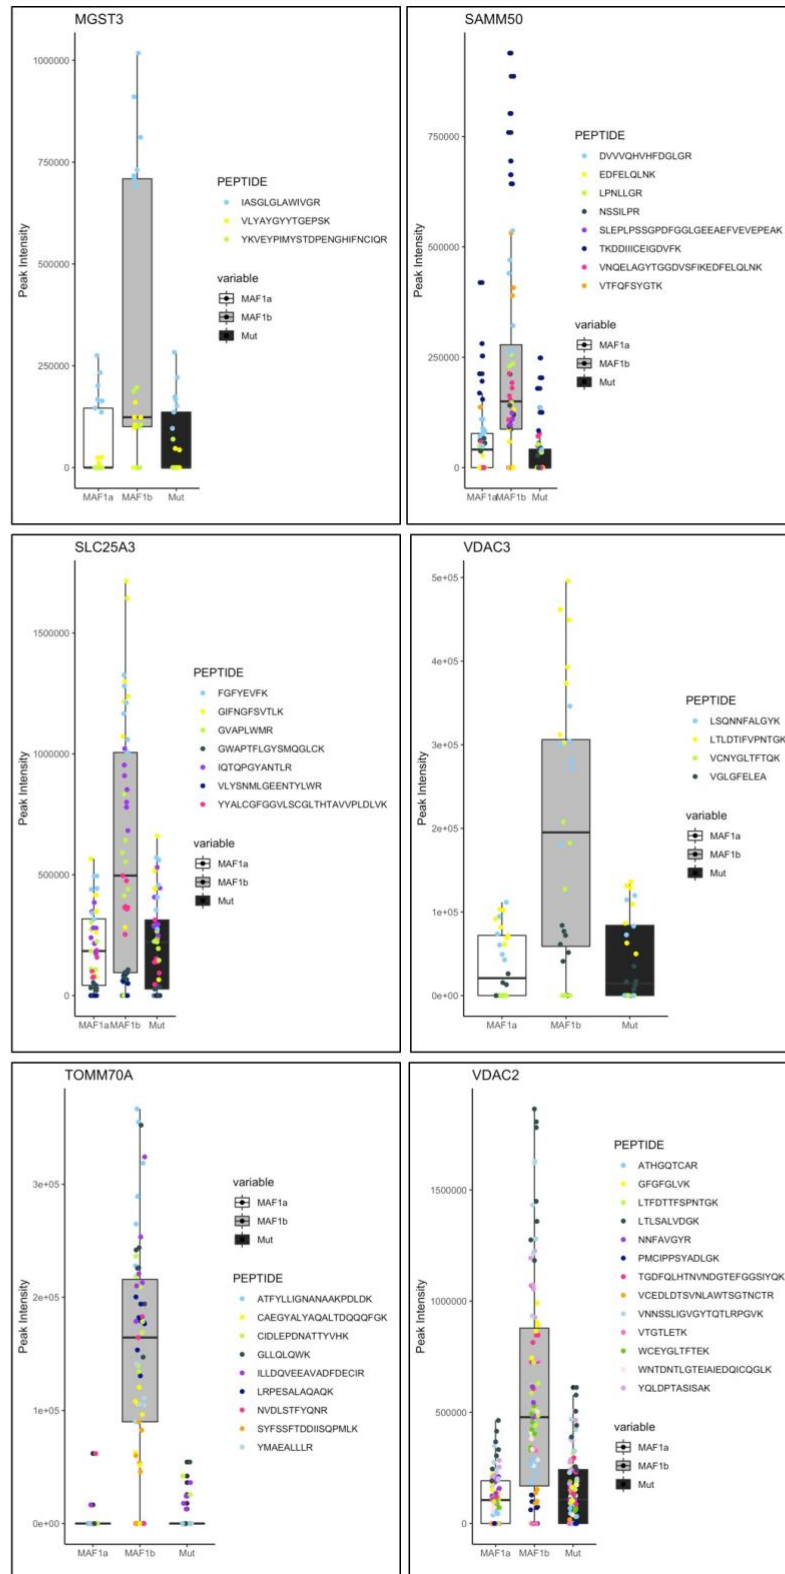 MGST3
1000000
750000
500000
250000
0
Peak Intensity
MAF1a
MAF1b
Mut
PEPTIDE
IASGLGLAWIVGR
VLYAYGYYTGEPSK
YKVEYPIMYSTDPENGHIFNCIQR
variable
MAF1a
MAF1b
Mut
SAMM50
750000
500000
250000
0
Peak Intensity
MAF1a
MAF1b
Mut
PEPTIDE
DVVVQHVHFDGLGR
EDFELQLNK
LPNLLGR
NSSILPR
SLEPLPSSGPDFGGLGEEAEFVEVEPEAK
TKDDIIICEIGDVFK
VNQELAGYTGGDVSFIKEDFELQLNK
VTFQFSYGTK
variable
MAF1a
MAF1b
Mut
SLC25A3
1500000
1000000
500000
0
Peak Intensity
MAF1a
MAF1b
Mut
PEPTIDE
FGFYEVFK
GIFNGFSVTLK
GVAPLWMR
GWAPTFLGYSMQGLCK
IQTQPGYANTLR
VLYSNMLGEENTYLWR
YYALCGFGGVLSCGLTHTAVVPLDLVK
variable
MAF1a
MAF1b
Mut
VDAC3
5e+05
4e+05
3e+05
2e+05
1e+05
0e+00
Peak Intensity
MAF1a
MAF1b
Mut
PEPTIDE
LSQNNFALGYK
LTLDTIFVPNTGK
VCNYGLTFTQK
VGLGFELEA
variable
MAF1a
MAF1b
Mut
TOMM70A
3e+05
2e+05
1e+05
0e+00
Peak Intensity
MAF1a
MAF1b
Mut
variable
MAF1a
MAF1b
Mut
PEPTIDE
ATFYLLIGNANAAKPDLDK
CAEGYALYAQALTDQQQFGK
CIDLEPDNATTYVHK
GLLQLQWK
ILLDQVEEAVADFDECIR
LRPESALAQAQK
NVDLSTFYQNR
SYFSSFTDDIISQPMLK
YMAEALLLR
VDAC2
1500000
1000000
500000
0
Peak Intensity
MAF1a
MAF1b
Mut
PEPTIDE
ATHGQTCAR
GFGFGLVK
LTFDTTFSPNTGK
LTLSALVDGK
NNFAVGYR
PMCIPPSYADLGK
TGDFQLHTNVNDGTEFGGSIYQK
VCEDLDTSVNLAWTSGTNCTR
VNNSSLIGVGYTQTLRPGVK
VTGTLETK
WCEYGLTFTEK
WNTDNTLGTEIAIEDQICQGLK
YQLDPTASISAK
variable
MAF1a
MAF1b
Mut